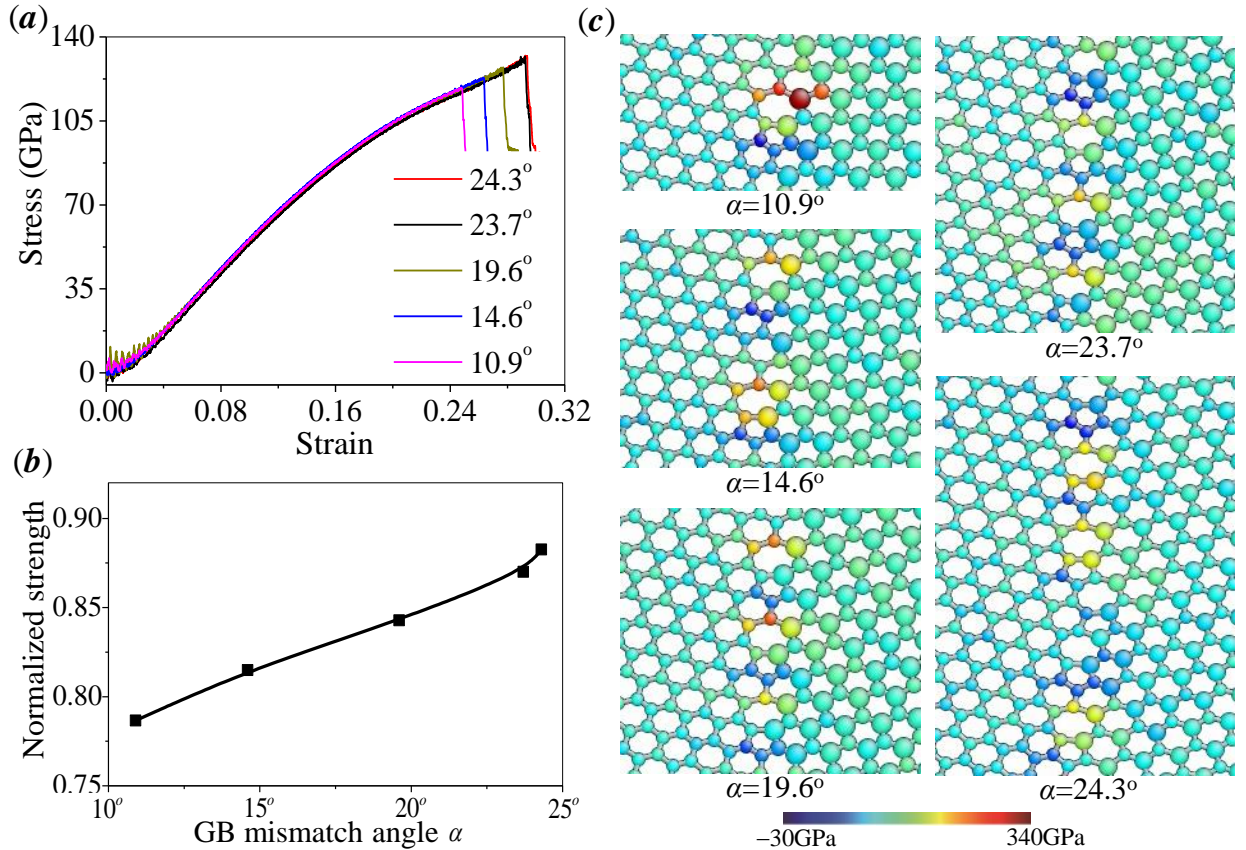 (a)
Stress (GPa)
140
105
70
35
0
0.00 0.08 0.16 0.24 0.32
Strain
24.3°
23.7°
19.6°
14.6°
10.9°
(b)
Normalized strength
0.90
0.85
0.80
0.75
10° 15° 20° 25°
GB mismatch angle α
(c)
α=10.9°
α=14.6°
α=19.6°
α=23.7°
α=24.3°
−30GPa 340GPa